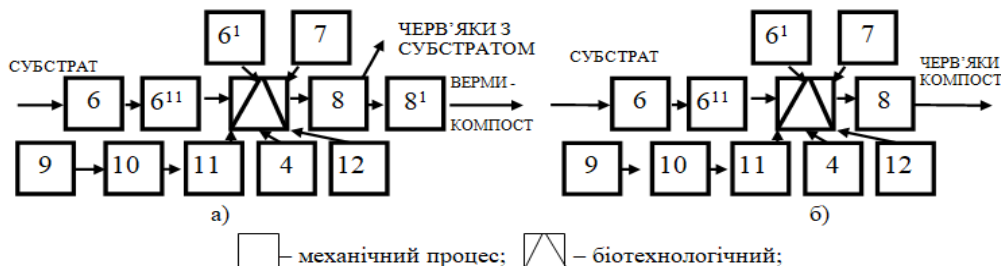 6¹ 7 ЧЕРВ'ЯКИ З
СУБСТРАТОМ
СУБСТРАТ 6 6¹¹ 8 8¹ ВЕРМИ -
КОМПОСТ
9 10 11 4 12
а)
6¹ 7
СУБСТРАТ 6 6¹¹ 8 ЧЕРВ'ЯКИ
КОМПОСТ
9 10 11 4 12
б)
– механічний процес; – біотехнологічний;